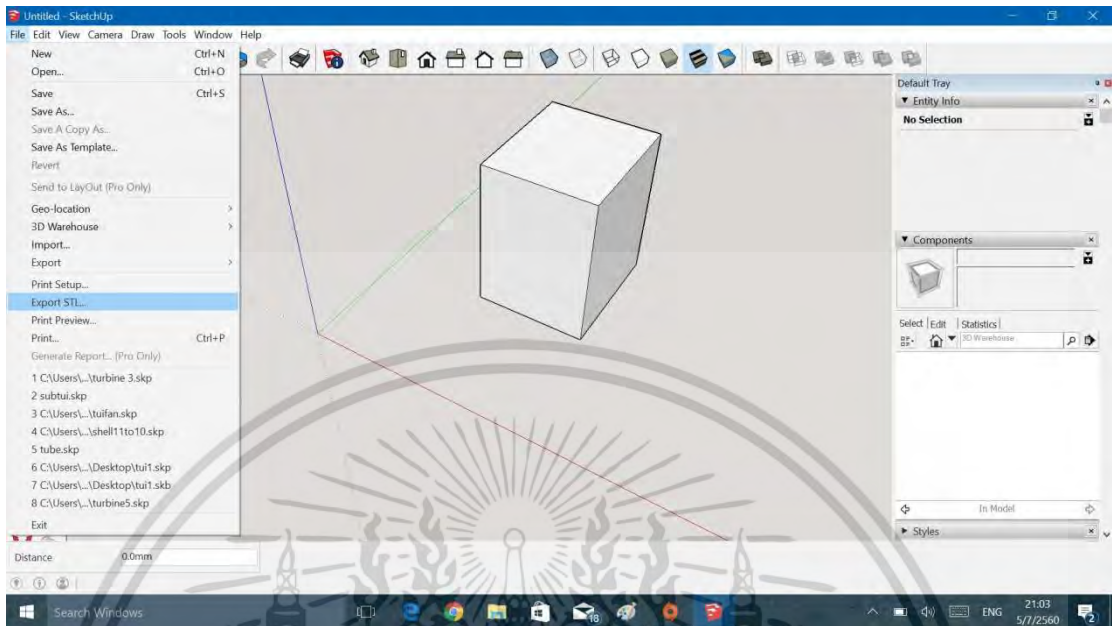 Untitled - SketchUp
File Edit View Camera Draw Tools Window Help
New Ctrl+N
Open... Ctrl+O
Save Ctrl+S
Save As...
Save A Copy As...
Save As Template...
Revert
Send to LayOut (Pro Only)
Geo-location
3D Warehouse
Import...
Export
Print Setup...
Export STL...
Print Preview...
Print... Ctrl+P
Generate Report... (Pro Only)
1 C:\Users\...\turbine 3.skp
2 subtui.skp
3 C:\Users\...\tuifan.skp
4 C:\Users\...\shell11to10.skp
5 tube.skp
6 C:\Users\...\Desktop\tui1.skp
7 C:\Users\...\Desktop\tui1.skb
8 C:\Users\...\turbine5.skp
Exit
Default Tray
Entity Info
No Selection
Components
Select Edit Statistics
3D Warehouse
In Model
Styles
Distance 0.0mm
Search Windows
18
ENG
21:03
5/7/2560
2